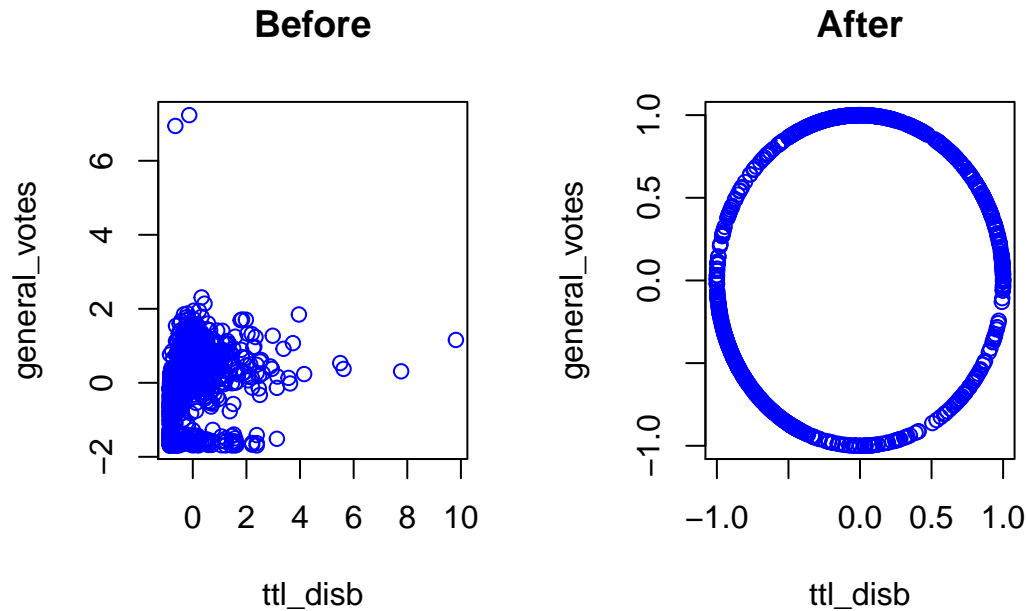 Before
general_votes
6
4
2
0
−2
0 2 4 6 8 10
ttl_disb
After
general_votes
1.0
0.5
0.0
−1.0
−1.0 0.0 0.5 1.0
ttl_disb